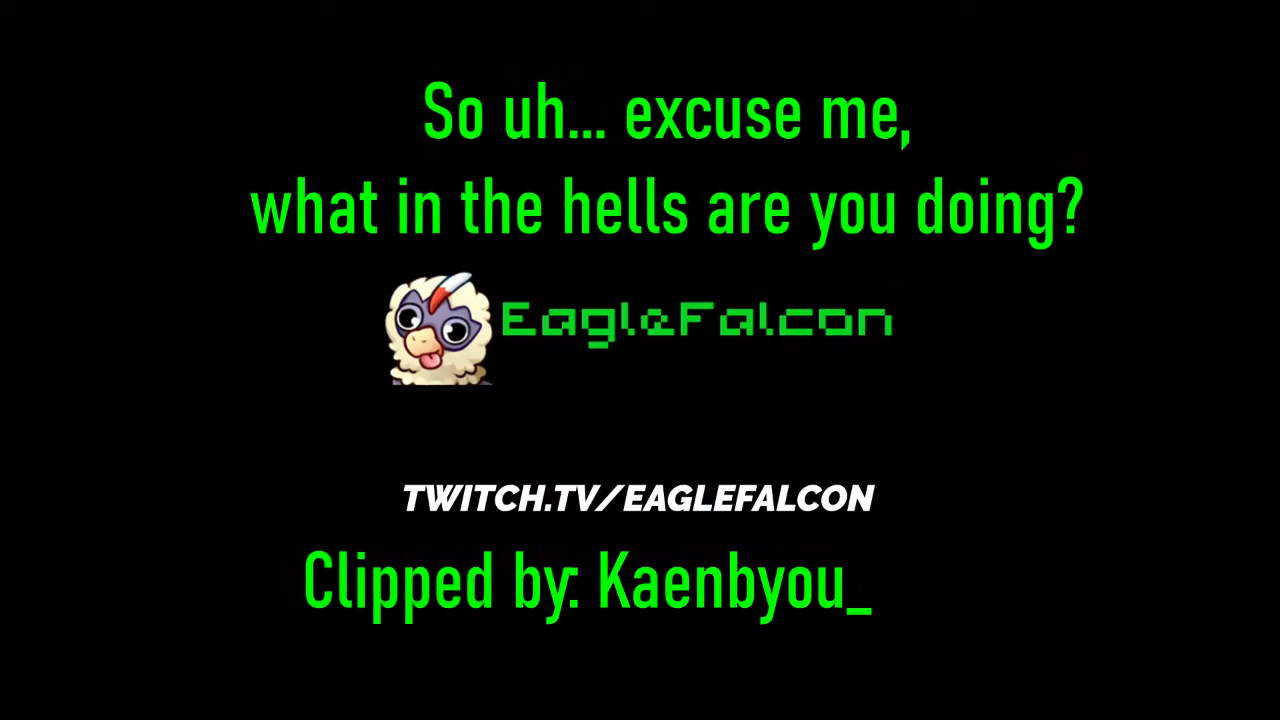 So uh... excuse me,
what in the hells are you doing?
EagleFalcon
TWITCH.TV/EAGLEFALCON
Clipped by: Kaenbyou_